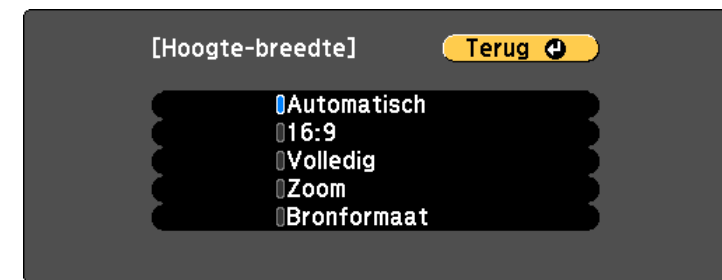 [Hoogte-breedte] Terug
Automatisch
16:9
Volledig
Zoom
Bronformaat